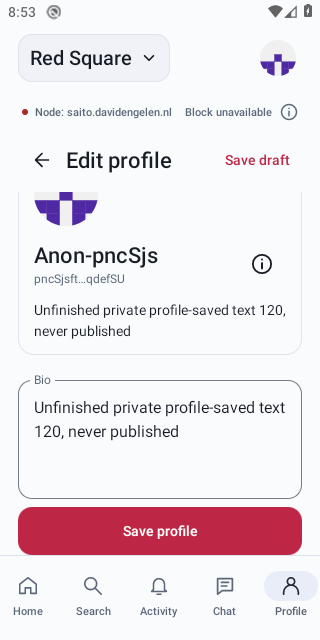 8:53
Red Square
Node: saito.davidengelen.nl Block unavailable
Edit profile Save draft
Anon-pncSjs
pncSjsft...qdefSU
Unfinished private profile-saved text 120,
never published
Bio
Unfinished private profile-saved text
120, never published
Save profile
Home Search Activity Chat Profile